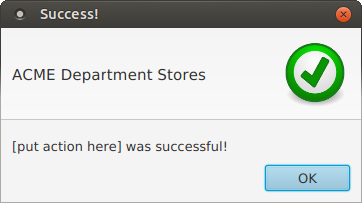 Success!
ACME Department Stores
[put action here] was successful!
OK